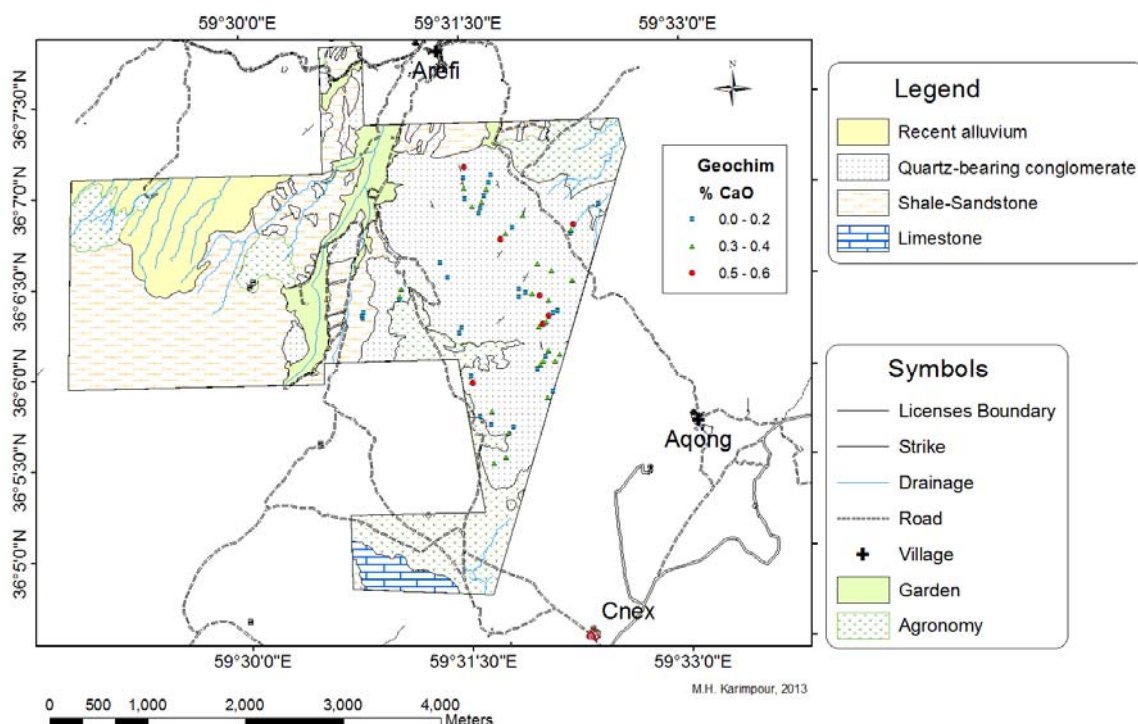 59°30'0"E 59°31'30"E 59°33'0"E
Arefi
N
36°7'30"N
36°7'0"N
36°6'30"N
36°6'0"N
36°5'30"N
36°5'0"N
Geochim
% CaO
0.0 - 0.2
0.3 - 0.4
0.5 - 0.6
Aqong
Cnex
59°30'0"E 59°31'30"E 59°33'0"E
M.H. Karimpour, 2013
0 500 1,000 2,000 3,000 4,000
Meters
Legend
Recent alluvium
Quartz-bearing conglomerate
Shale-Sandstone
Limestone
Symbols
Licenses Boundary
Strike
Drainage
Road
Village
Garden
Agronomy